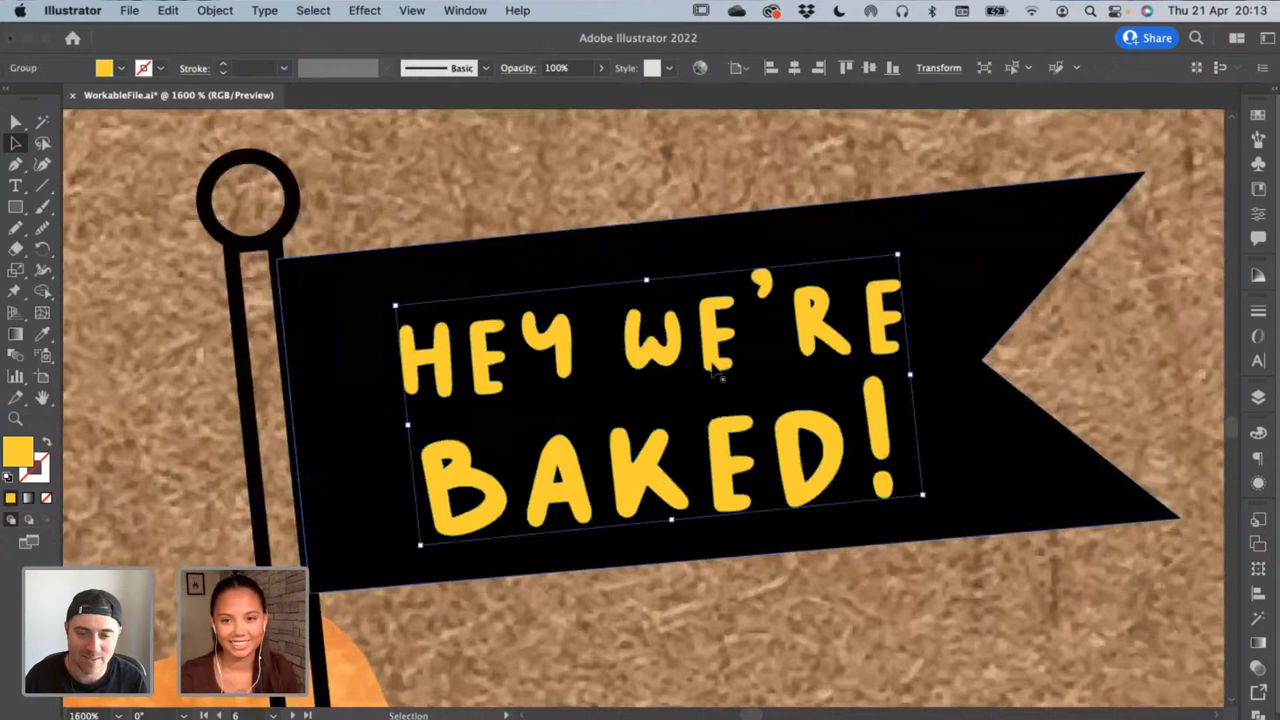 Illustrator File Edit Object Type Select Effect View Window Help Thu 21 Apr 20:13
Adobe Illustrator 2022 Share
Group Stroke: Basic Opacity: 100% Style: Transform
WorkableFile.ai* @ 1600 % (RGB/Preview)
HEY WE'RE
BAKED!
1600% 0° 6 Selection